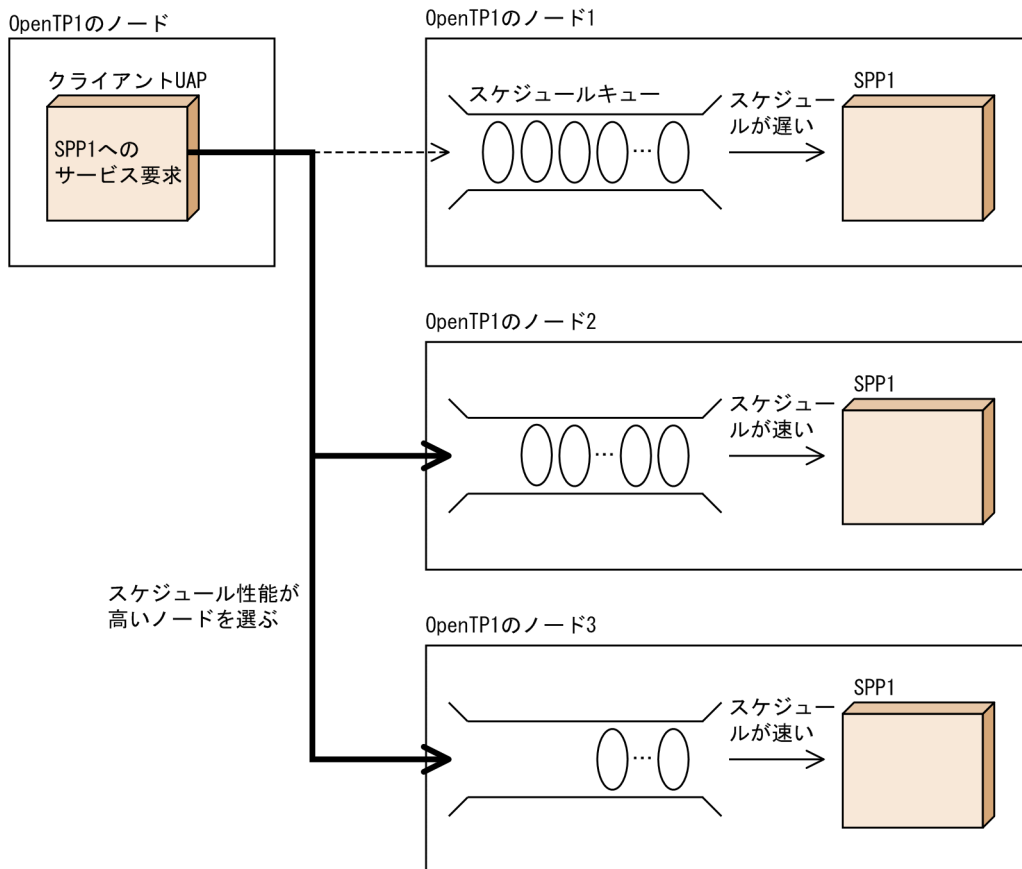 OpenTP1のノード
クライアントUAP
SPP1への
サービス要求
OpenTP1のノード1
スケジュールキュー
…
スケジュー
ルが遅い
SPP1
OpenTP1のノード2
…
スケジュー
ルが速い
SPP1
スケジュール性能が
高いノードを選ぶ
OpenTP1のノード3
…
スケジュー
ルが速い
SPP1